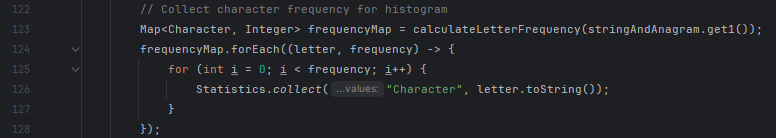 122 // Collect character frequency for histogram
123 Map<Character, Integer> frequencyMap = calculateLetterFrequency(stringAndAnagram.get1());
124 frequencyMap.forEach((letter, frequency) -> {
125 for (int i = 0; i < frequency; i++) {
126 Statistics.collect( ...values: "Character", letter.toString());
127 }
128 });